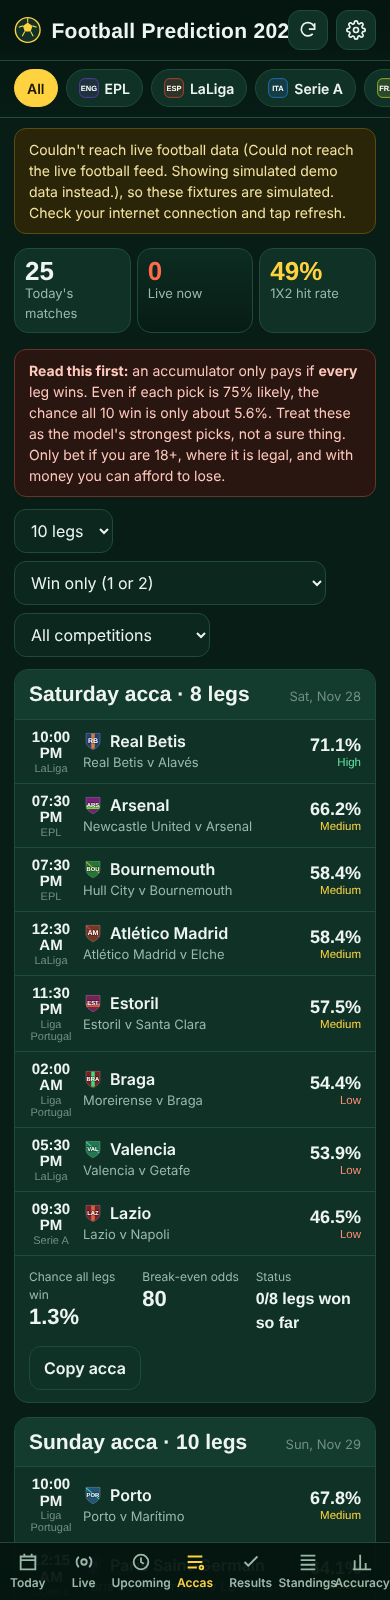 Football Prediction 202
All
ENG EPL
ESP LaLiga
ITA Serie A
FRA
Couldn't reach live football data (Could not reach
the live football feed. Showing simulated demo
data instead.), so these fixtures are simulated.
Check your internet connection and tap refresh.
25
Today's
matches
0
Live now
49%
1X2 hit rate
Read this first: an accumulator only pays if every
leg wins. Even if each pick is 75% likely, the
chance all 10 win is only about 5.6%. Treat these
as the model's strongest picks, not a sure thing.
Only bet if you are 18+, where it is legal, and with
money you can afford to lose.
10 legs
Win only (1 or 2)
All competitions
Saturday acca · 8 legs
Sat, Nov 28
10:00
PM
LaLiga
RB Real Betis
Real Betis v Alavés
71.1%
High
07:30
PM
EPL
ARS Arsenal
Newcastle United v Arsenal
66.2%
Medium
07:30
PM
EPL
BOU Bournemouth
Hull City v Bournemouth
58.4%
Medium
12:30
AM
LaLiga
AM Atlético Madrid
Atlético Madrid v Elche
58.4%
Medium
11:30
PM
Liga
Portugal
EST Estoril
Estoril v Santa Clara
57.5%
Medium
02:00
AM
Liga
Portugal
BRA Braga
Moreirense v Braga
54.4%
Low
05:30
PM
LaLiga
VAL Valencia
Valencia v Getafe
53.9%
Low
09:30
PM
Serie A
LAZ Lazio
Lazio v Napoli
46.5%
Low
Chance all legs
win
1.3%
Break-even odds
80
Status
0/8 legs won
so far
Copy acca
Sunday acca · 10 legs
Sun, Nov 29
10:00
PM
Liga
Portugal
POR Porto
Porto v Marítimo
67.8%
Medium
Today
Live
Upcoming
Accas
Results
Standings
Accuracy